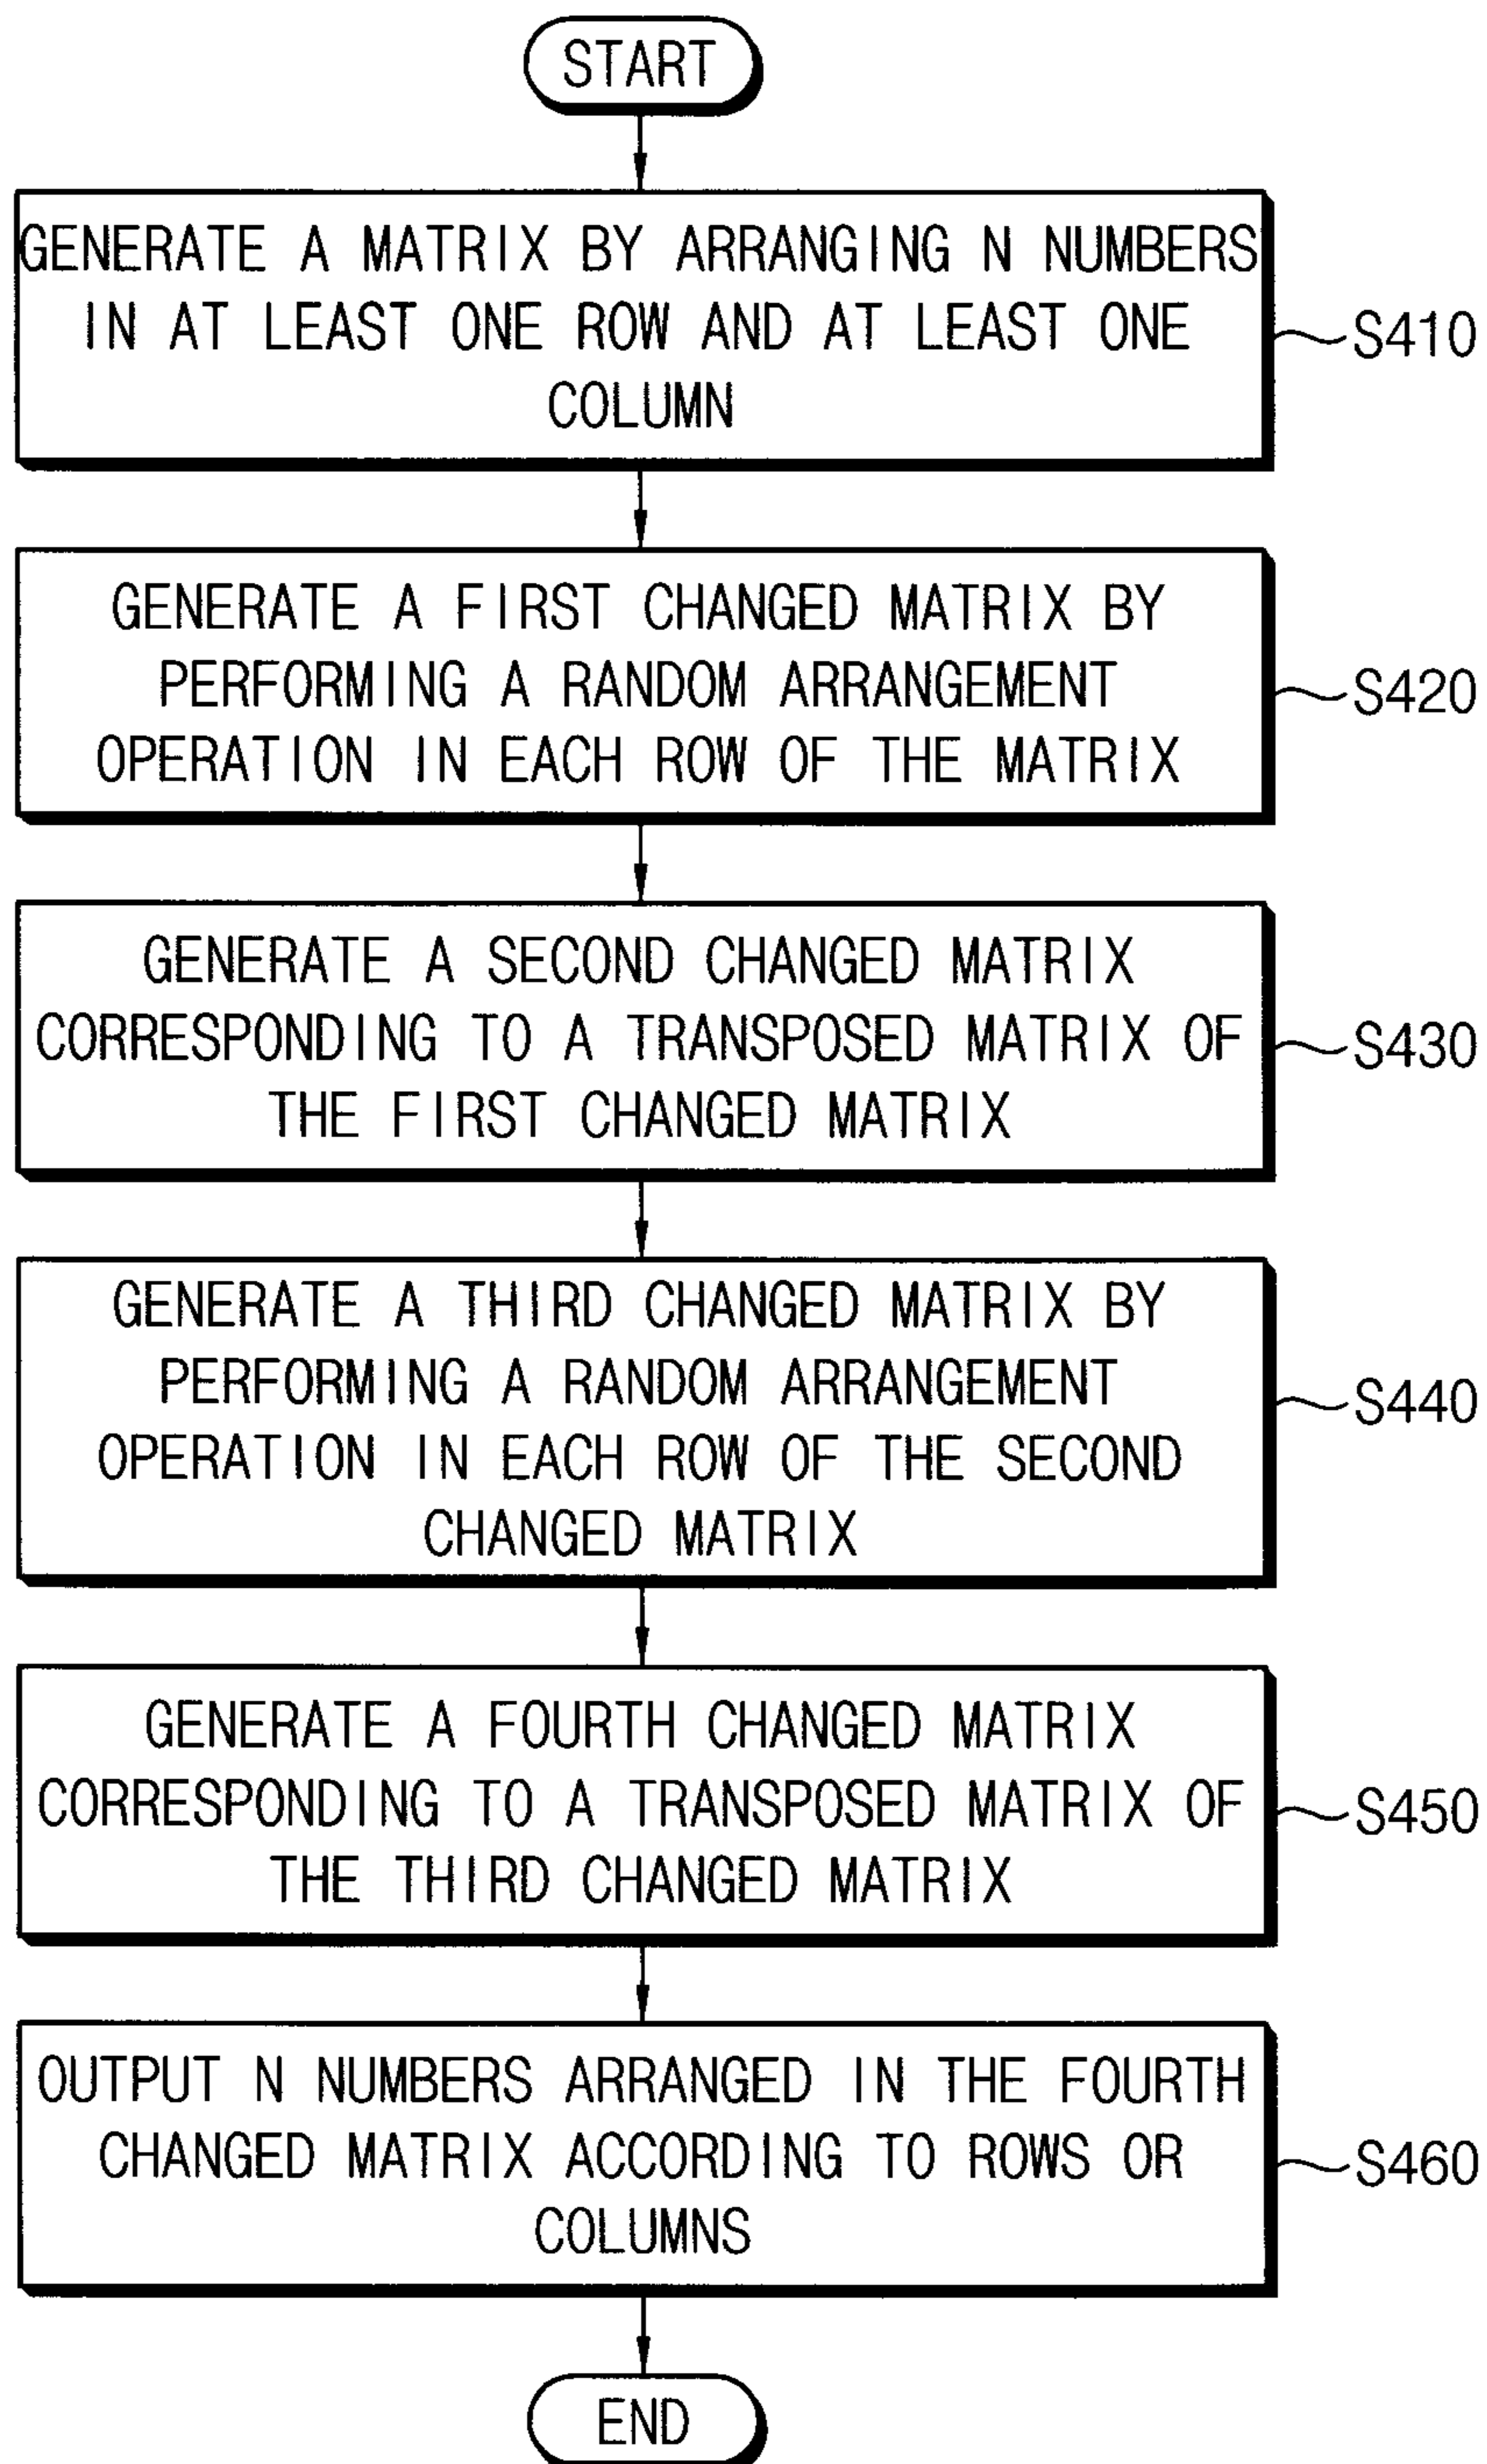 START
GENERATE A MATRIX BY ARRANGING N NUMBERS
IN AT LEAST ONE ROW AND AT LEAST ONE
COLUMN
S410
GENERATE A FIRST CHANGED MATRIX BY
PERFORMING A RANDOM ARRANGEMENT
OPERATION IN EACH ROW OF THE MATRIX
S420
GENERATE A SECOND CHANGED MATRIX
CORRESPONDING TO A TRANSPOSED MATRIX OF
THE FIRST CHANGED MATRIX
S430
GENERATE A THIRD CHANGED MATRIX BY
PERFORMING A RANDOM ARRANGEMENT
OPERATION IN EACH ROW OF THE SECOND
CHANGED MATRIX
S440
GENERATE A FOURTH CHANGED MATRIX
CORRESPONDING TO A TRANSPOSED MATRIX OF
THE THIRD CHANGED MATRIX
S450
OUTPUT N NUMBERS ARRANGED IN THE FOURTH
CHANGED MATRIX ACCORDING TO ROWS OR
COLUMNS
S460
END